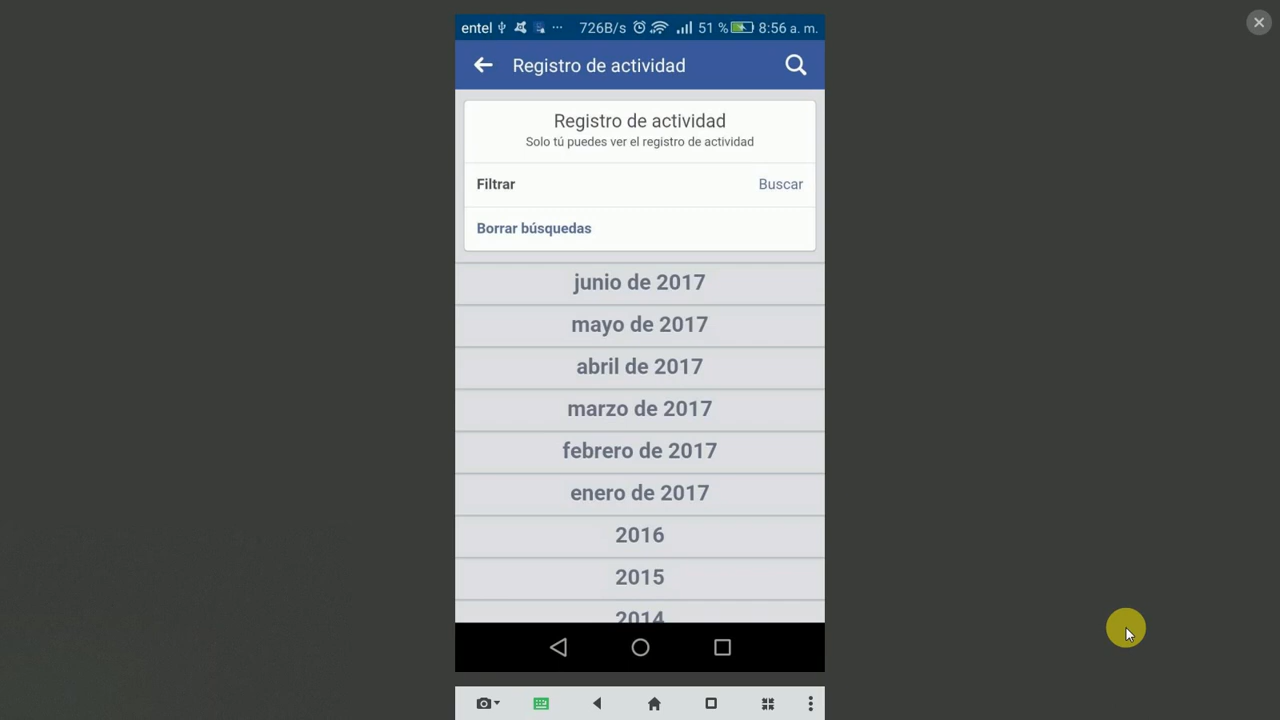 entel ... 726B/s 51 % 8:56 a. m.
Registro de actividad
Registro de actividad
Solo tú puedes ver el registro de actividad
Filtrar Buscar
Borrar búsquedas
junio de 2017
mayo de 2017
abril de 2017
marzo de 2017
febrero de 2017
enero de 2017
2016
2015
2014